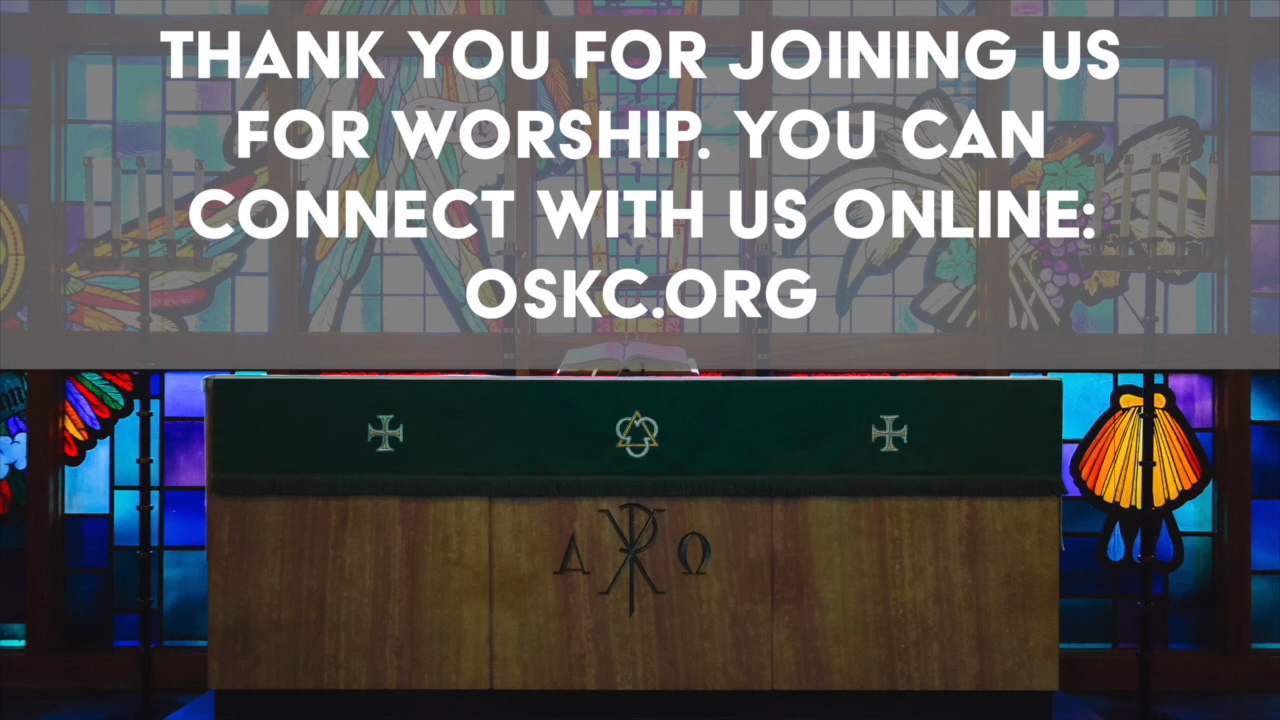 THANK YOU FOR JOINING US
FOR WORSHIP. YOU CAN
CONNECT WITH US ONLINE:
OSKC.ORG
Α ☧ Ω